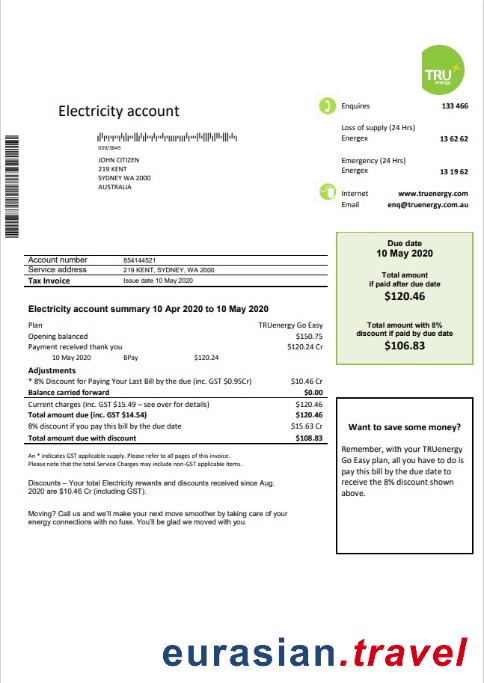 TRU
energy
Electricity account
Enquires 133 466
Loss of supply (24 Hrs)
Energex 13 62 62
Emergency (24 Hrs)
Energex 13 19 62
Internet www.truenergy.com
Email enq@truenergy.com.au
039/3845
JOHN CITIZEN
219 KENT
SYDNEY WA 2000
AUSTRALIA
Due date
10 May 2020
Total amount
if paid after due date
$120.46
Total amount with 8%
discount if paid by due date
$106.83
Account number 854144521
Service address 219 KENT, SYDNEY, WA 2000
Tax Invoice Issue date 10 May 2020
Electricity account summary 10 Apr 2020 to 10 May 2020
Plan TRUenergy Go Easy
Opening balanced $150.75
Payment received thank you $120.24 Cr
10 May 2020 BPay $120.24
Adjustments
* 8% Discount for Paying Your Last Bill by the due (inc. GST $0.95Cr) $10.46 Cr
Balance carried forward $0.00
Current charges (inc. GST $15.49 – see over for details) $120.46
Total amount due (inc. GST $14.54) $120.46
8% discount if you pay this bill by the due date $15.63 Cr
Total amount due with discount $108.83
An * indicates GST applicable supply. Please refer to all pages of this invoice.
Please note that the total Service Charges may include non-GST applicable items.
Discounts – Your total Electricity rewards and discounts received since Aug.
2020 are $10.46 Cr (including GST).
Moving? Call us and we'll make your next move smoother by taking care of your
energy connections with no fuss. You'll be glad we moved with you.
Want to save some money?
Remember, with your TRUenergy
Go Easy plan, all you have to do is
pay this bill by the due date to
receive the 8% discount shown
above.
eurasian.travel